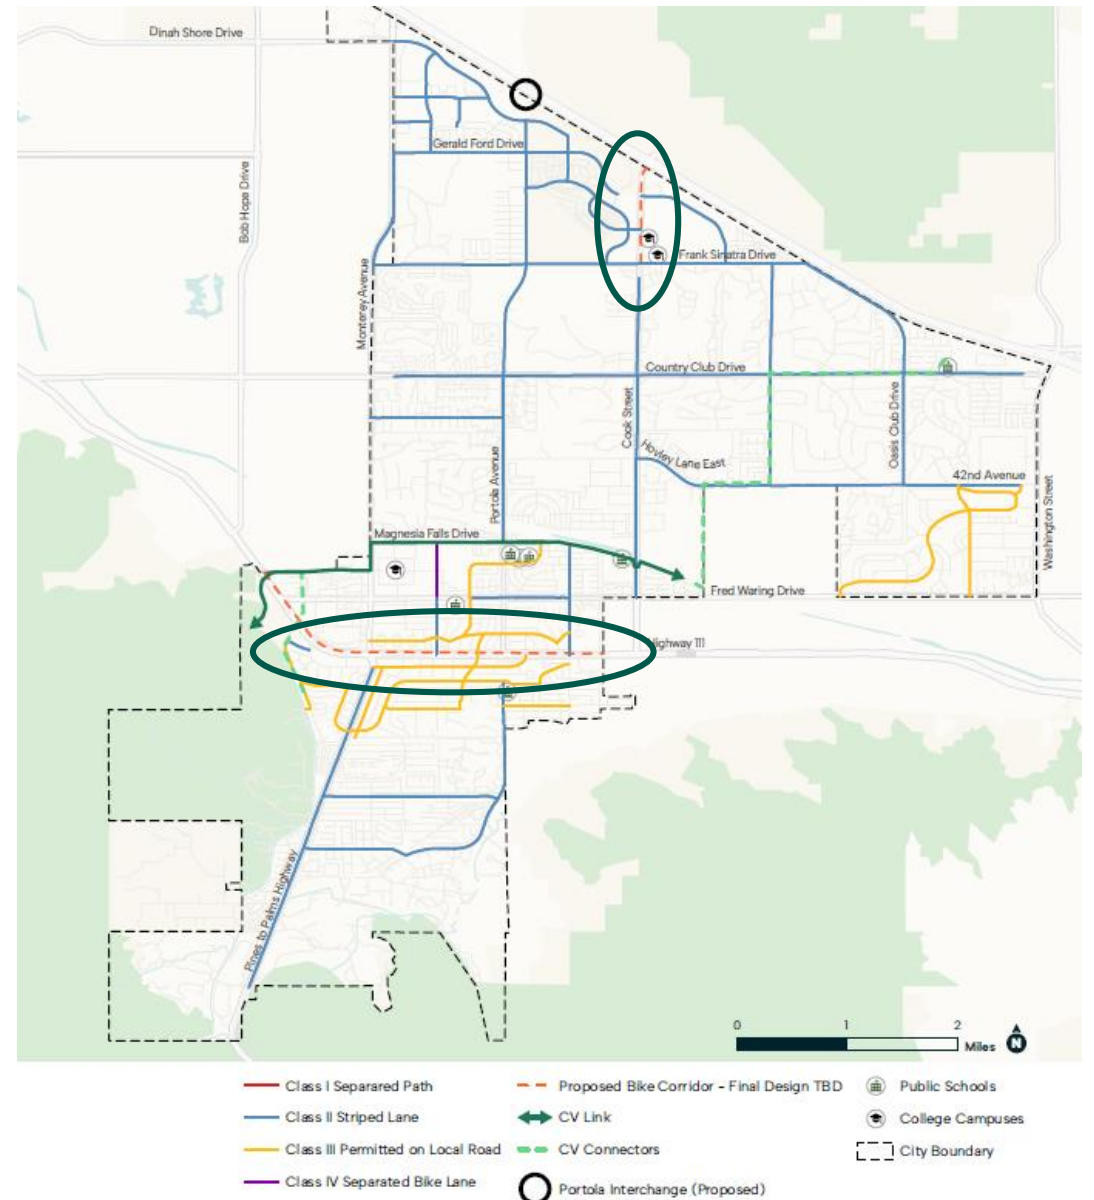 Dinah Shore Drive
Gerald Ford Drive
Bob Hope Drive
Frank Sinatra Drive
Monterey Avenue
Country Club Drive
Cook Street
Oasis Club Drive
Hovley Lane East
42nd Avenue
Portola Avenue
Washington Street
Magnesia Falls Drive
Fred Waring Drive
Highway 111
Pines to Palms Highway
0 1 2
Miles
N
Class I Separared Path
Class II Striped Lane
Class III Permitted on Local Road
Class IV Separated Bike Lane
Proposed Bike Corridor - Final Design TBD
CV Link
CV Connectors
Portola Interchange (Proposed)
Public Schools
College Campuses
City Boundary